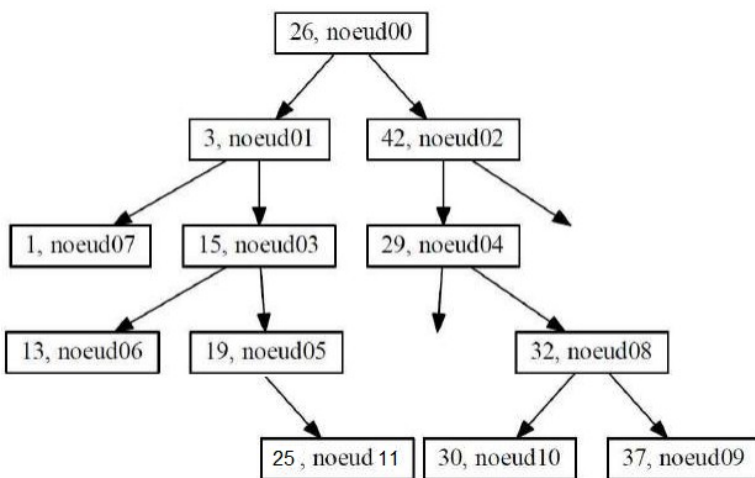 26, noeud00
3, noeud01
42, noeud02
1, noeud07
15, noeud03
29, noeud04
13, noeud06
19, noeud05
32, noeud08
25 , noeud 11
30, noeud10
37, noeud09